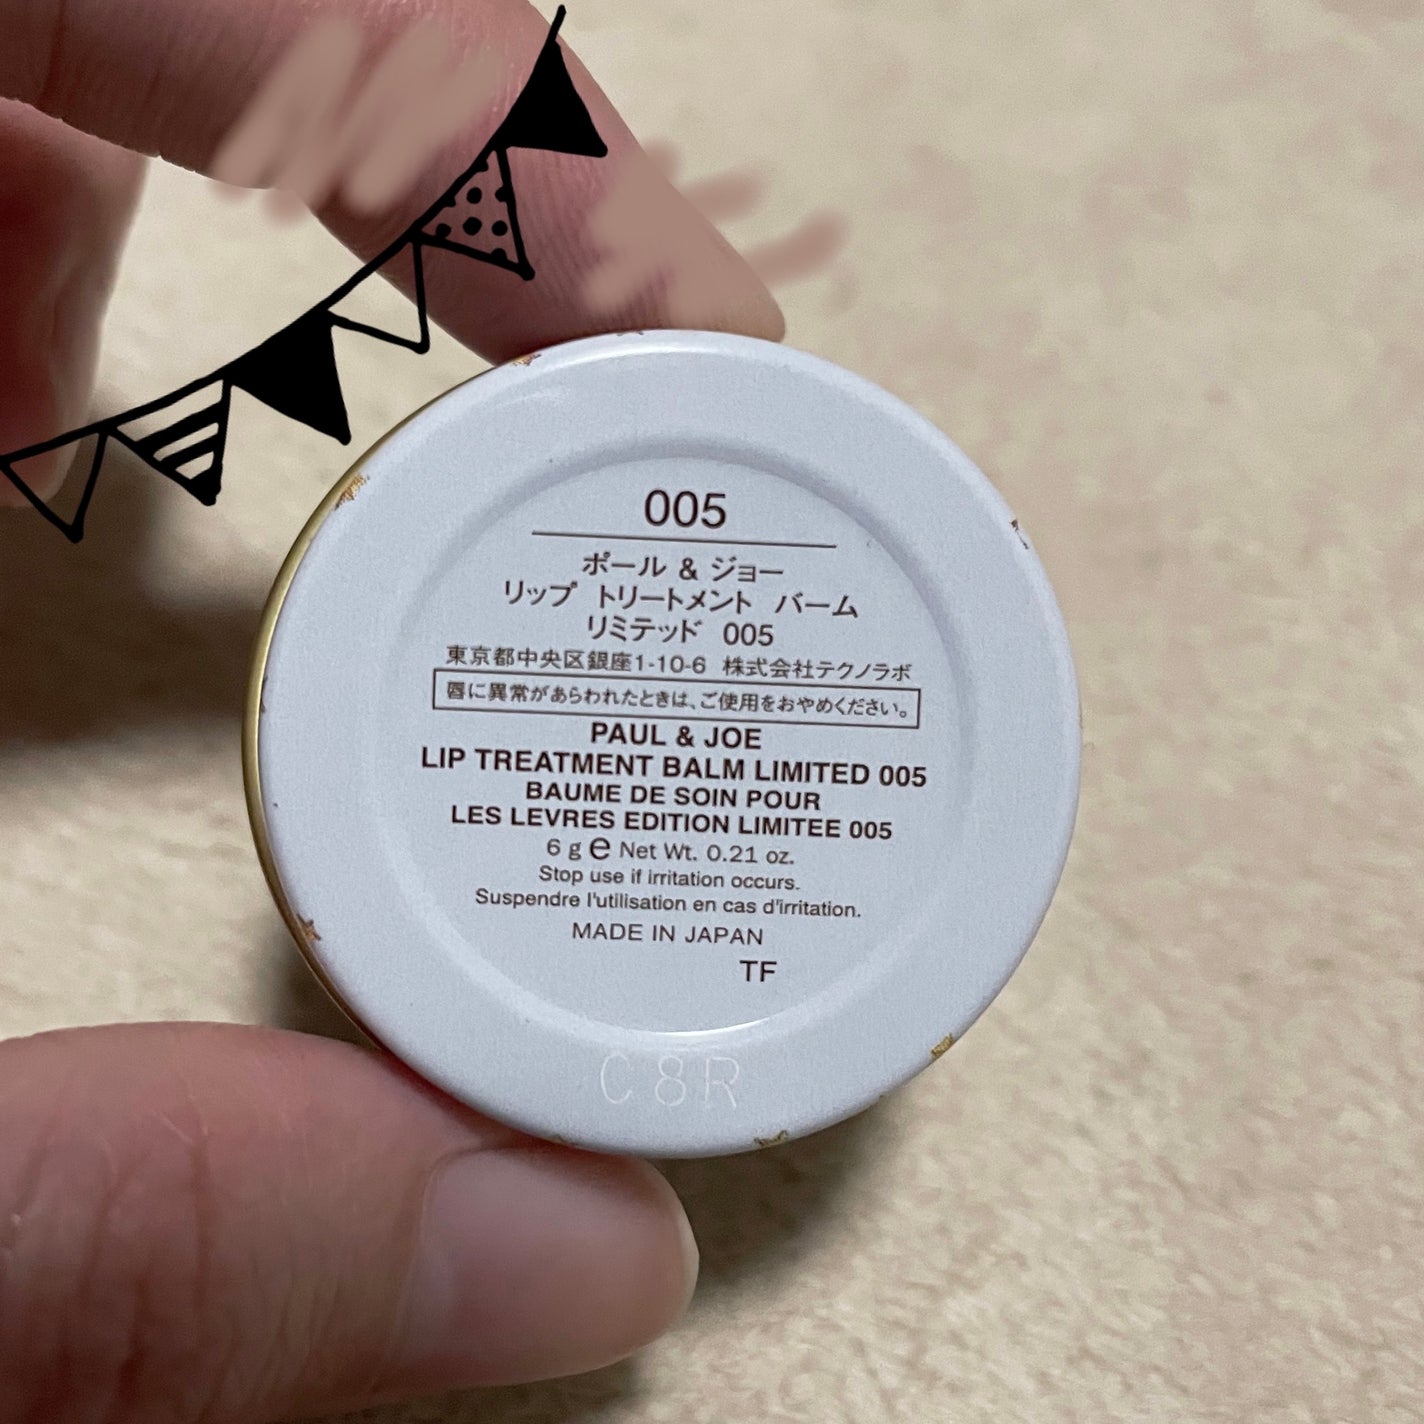 005
ポール & ジョー
リップ トリートメント バーム
リミテッド 005
東京都中央区銀座1-10-6 株式会社テクノラボ
唇に異常があらわれたときは、ご使用をおやめください。
PAUL & JOE
LIP TREATMENT BALM LIMITED 005
BAUME DE SOIN POUR
LES LEVRES EDITION LIMITEE 005
6 g e Net Wt. 0.21 oz.
Stop use if irritation occurs.
Suspendre l'utilisation en cas d'irritation.
MADE IN JAPAN
TF
C8R